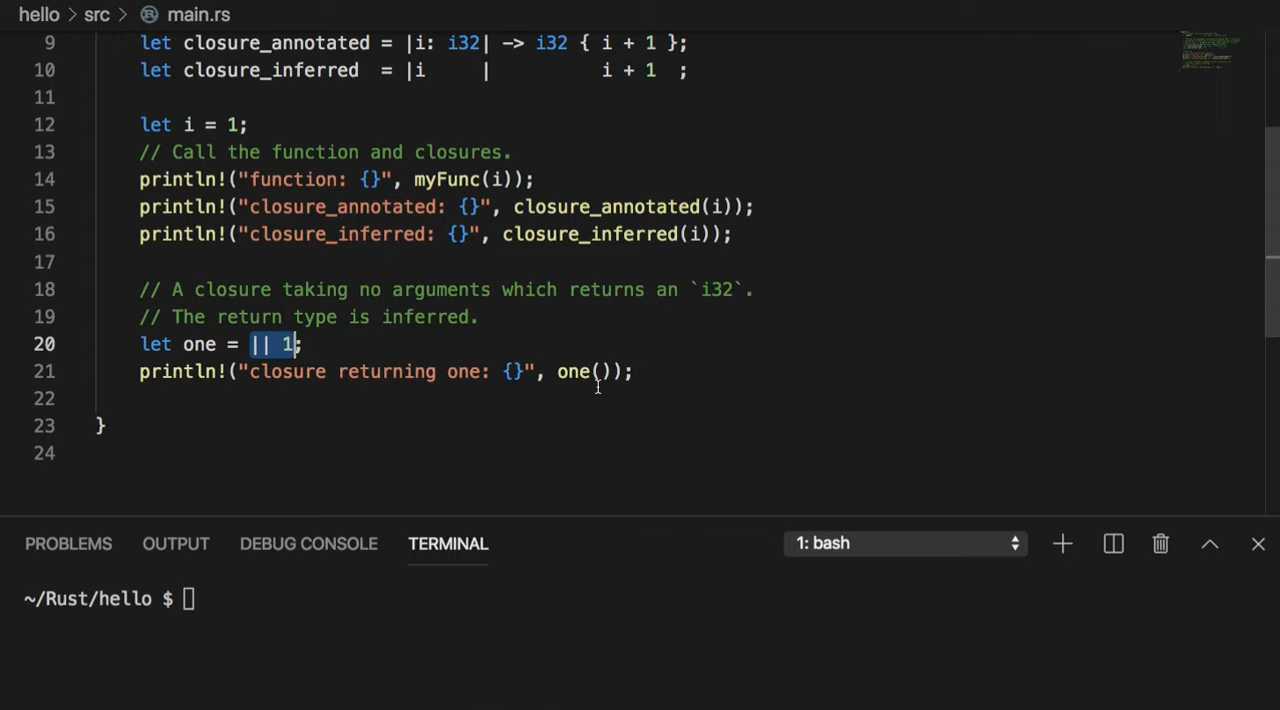 hello > src > main.rs
9 let closure_annotated = |i: i32| -> i32 { i + 1 };
10 let closure_inferred  = |i     |          i + 1  ;
11
12 let i = 1;
13 // Call the function and closures.
14 println!("function: {}", myFunc(i));
15 println!("closure_annotated: {}", closure_annotated(i));
16 println!("closure_inferred: {}", closure_inferred(i));
17
18 // A closure taking no arguments which returns an `i32`.
19 // The return type is inferred.
20 let one = || 1;
21 println!("closure returning one: {}", one());
22
23 }
24
PROBLEMS OUTPUT DEBUG CONSOLE TERMINAL 1: bash
~/Rust/hello $